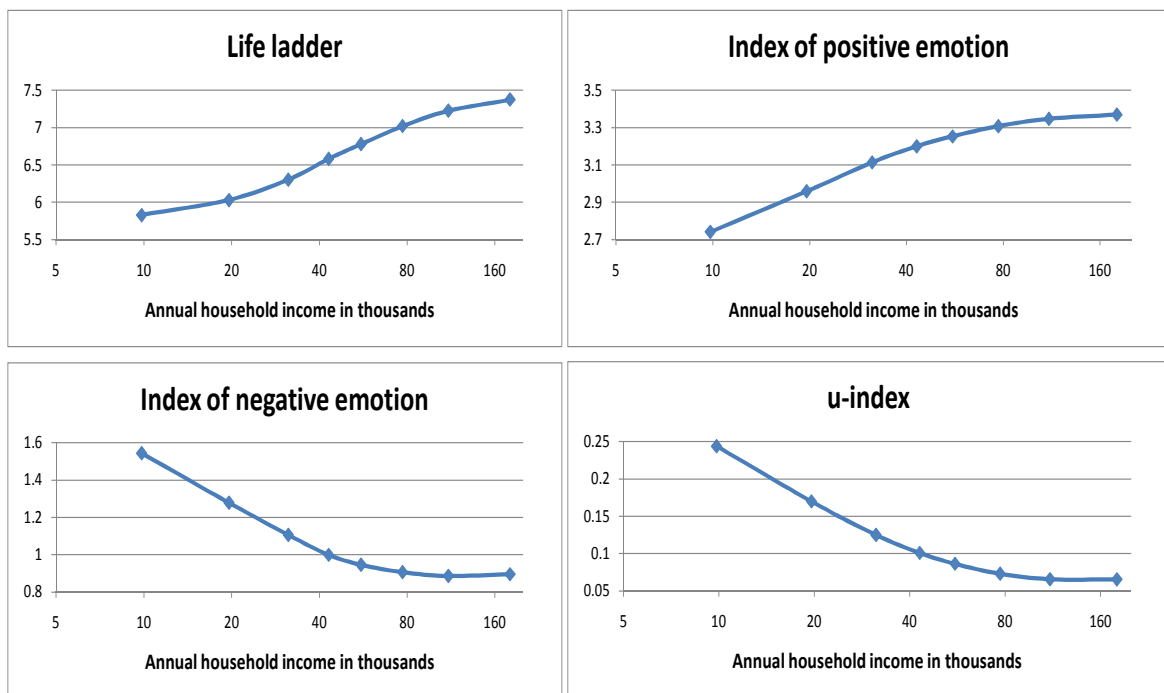 Life ladder
7.5
7
6.5
6
5.5
5 10 20 40 80 160
Annual household income in thousands
Index of positive emotion
3.5
3.3
3.1
2.9
2.7
5 10 20 40 80 160
Annual household income in thousands
Index of negative emotion
1.6
1.4
1.2
1
0.8
5 10 20 40 80 160
Annual household income in thousands
u-index
0.25
0.2
0.15
0.1
0.05
5 10 20 40 80 160
Annual household income in thousands